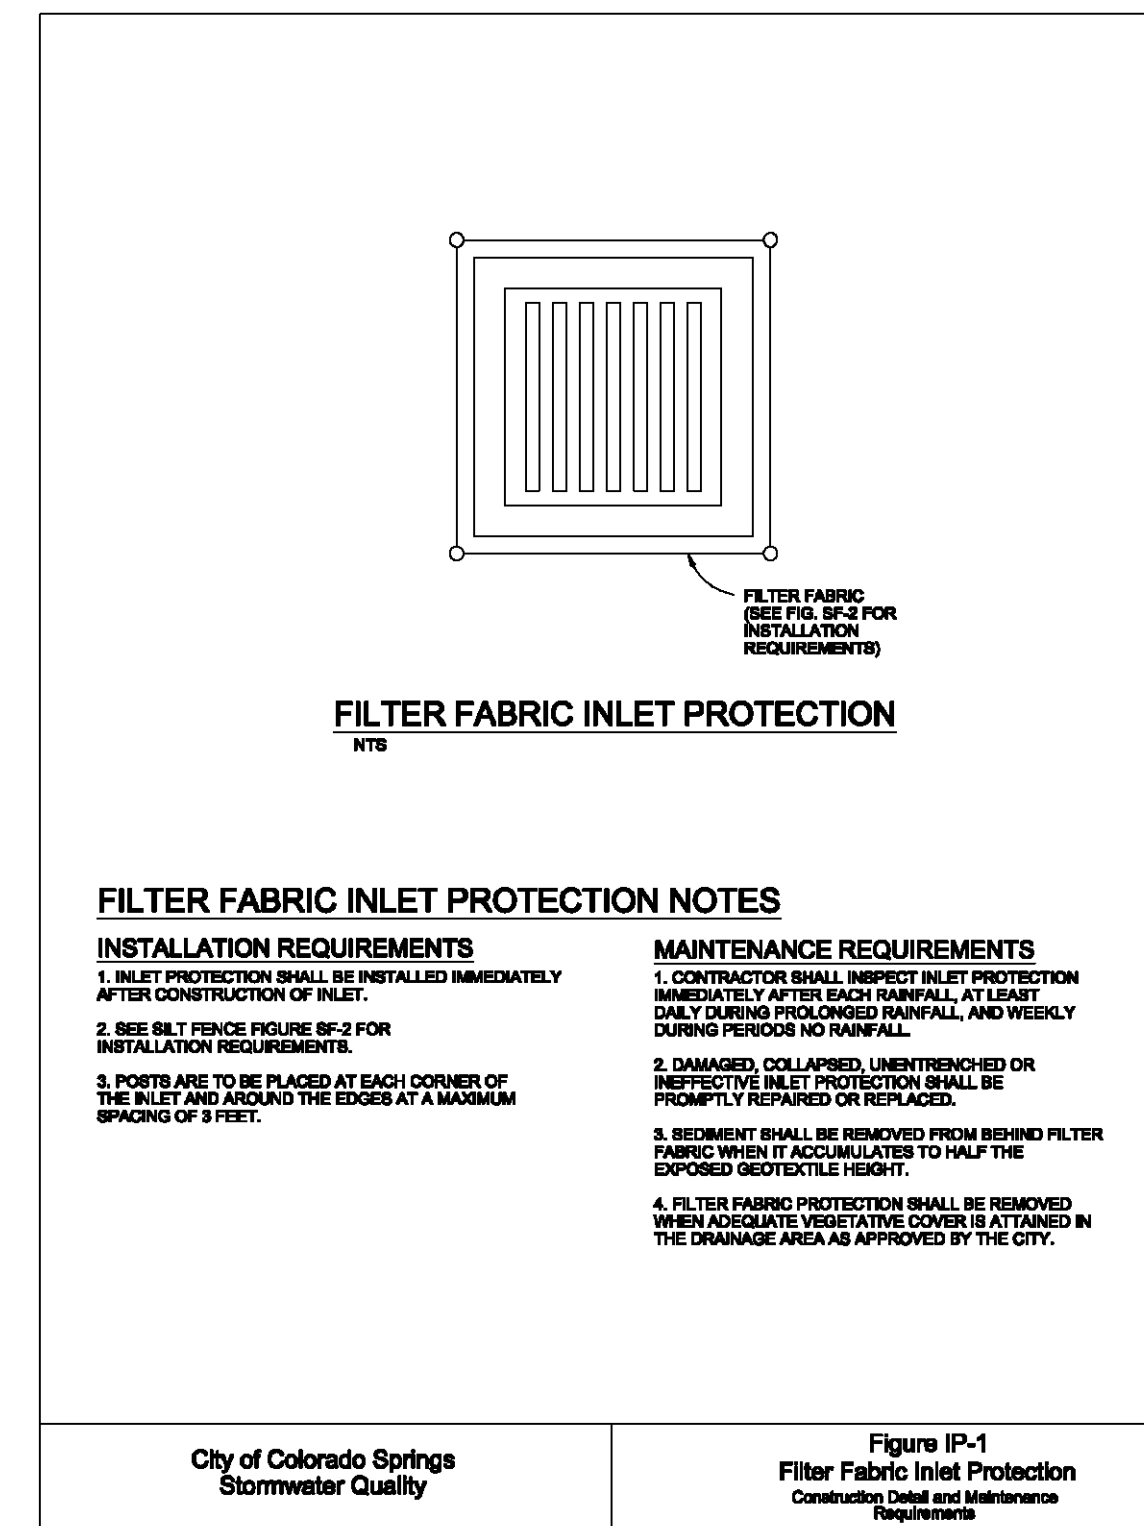 FILTER FABRIC
(SEE FIG. SF-2 FOR
INSTALLATION
REQUIREMENTS)
FILTER FABRIC INLET PROTECTION
NTS
FILTER FABRIC INLET PROTECTION NOTES
INSTALLATION REQUIREMENTS
1. INLET PROTECTION SHALL BE INSTALLED IMMEDIATELY
AFTER CONSTRUCTION OF INLET.
2. SEE SILT FENCE FIGURE SF-2 FOR
INSTALLATION REQUIREMENTS.
3. POSTS ARE TO BE PLACED AT EACH CORNER OF
THE INLET AND AROUND THE EDGES AT A MAXIMUM
SPACING OF 3 FEET.
MAINTENANCE REQUIREMENTS
1. CONTRACTOR SHALL INSPECT INLET PROTECTION
IMMEDIATELY AFTER EACH RAINFALL, AT LEAST
DAILY DURING PROLONGED RAINFALL, AND WEEKLY
DURING PERIODS NO RAINFALL.
2. DAMAGED, COLLAPSED, UNENTRENCHED OR
INEFFECTIVE INLET PROTECTION SHALL BE
PROMPTLY REPAIRED OR REPLACED.
3. SEDIMENT SHALL BE REMOVED FROM BEHIND FILTER
FABRIC WHEN IT ACCUMULATES TO HALF THE
EXPOSED GEOTEXTILE HEIGHT.
4. FILTER FABRIC PROTECTION SHALL BE REMOVED
WHEN ADEQUATE VEGETATIVE COVER IS ATTAINED IN
THE DRAINAGE AREA AS APPROVED BY THE CITY.
City of Colorado Springs
Stormwater Quality
Figure IP-1
Filter Fabric Inlet Protection
Construction Detail and Maintenance
Requirements